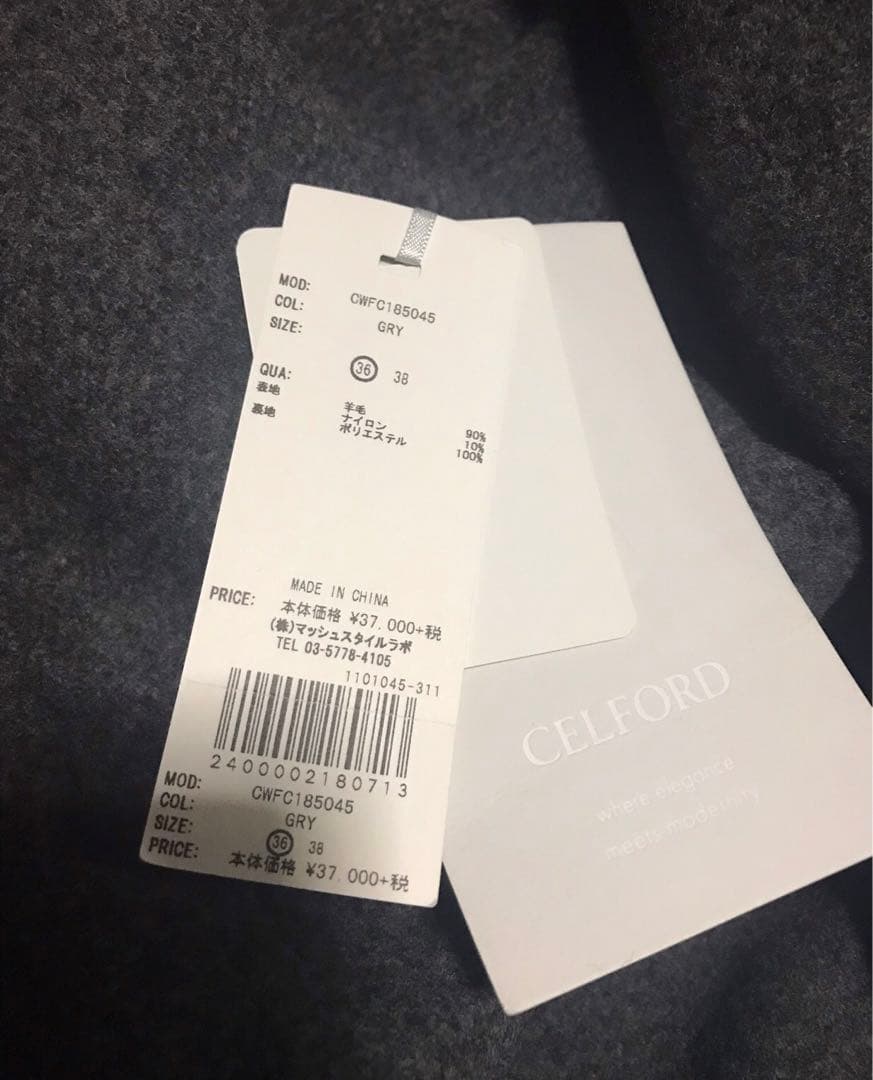 MOD: CWFC185045
COL: GRY
SIZE: 36 38
QUA:
表地 羊毛 90%
ナイロン 10%
裏地 ポリエステル 100%
MADE IN CHINA
PRICE: 本体価格 ¥37,000+税
(株)マッシュスタイルラボ
TEL 03-5778-4105
1101045-311
2400002180713
MOD: CWFC185045
COL: GRY
SIZE: 36 38
PRICE: 本体価格 ¥37,000+税
CELFORD
where elegance
meets modernity